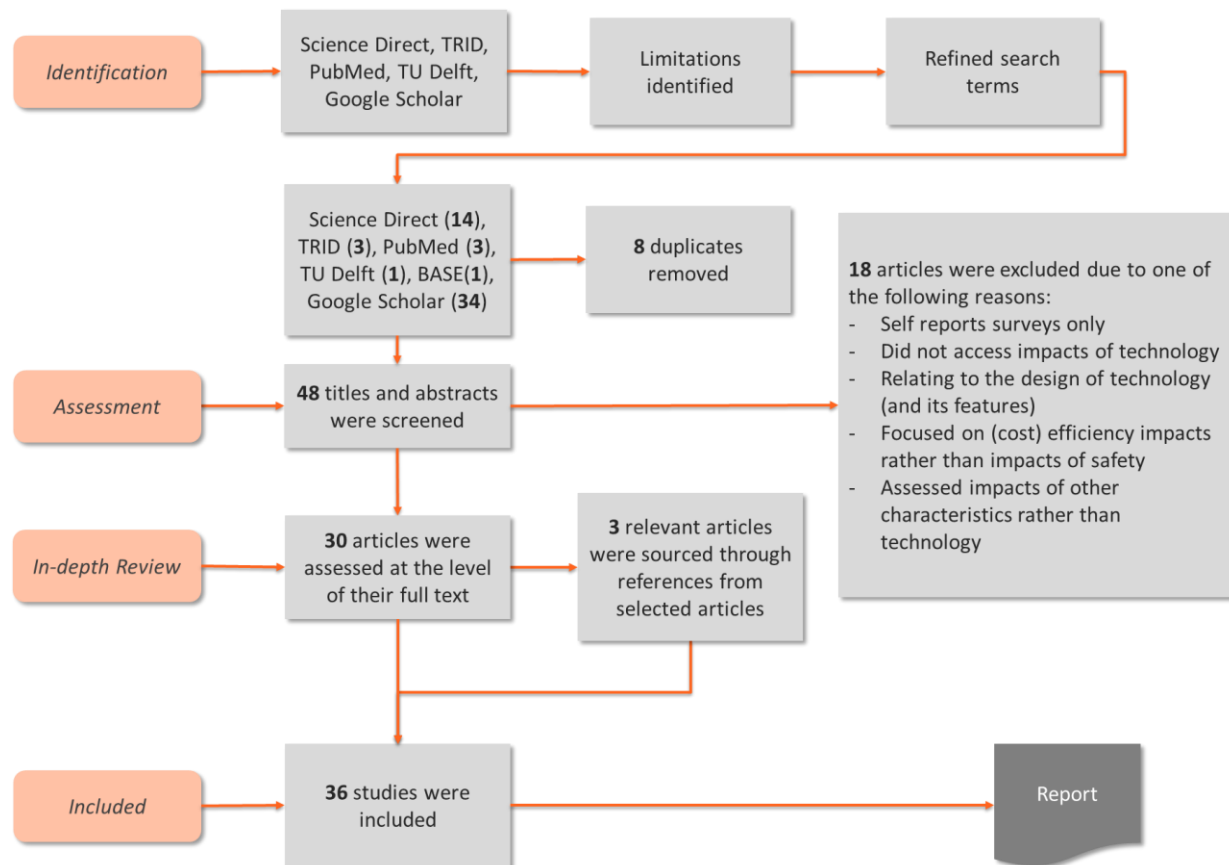 Identification
Science Direct, TRID,
PubMed, TU Delft,
Google Scholar
Limitations
identified
Refined search
terms
Science Direct (14),
TRID (3), PubMed (3),
TU Delft (1), BASE(1),
Google Scholar (34)
8 duplicates
removed
18 articles were excluded due to one of
the following reasons:
- Self reports surveys only
- Did not access impacts of technology
- Relating to the design of technology
(and its features)
- Focused on (cost) efficiency impacts
rather than impacts of safety
- Assessed impacts of other
characteristics rather than
technology
Assessment
48 titles and abstracts
were screened
In-depth Review
30 articles were
assessed at the level
of their full text
3 relevant articles
were sourced through
references from
selected articles
Included
36 studies were
included
Report